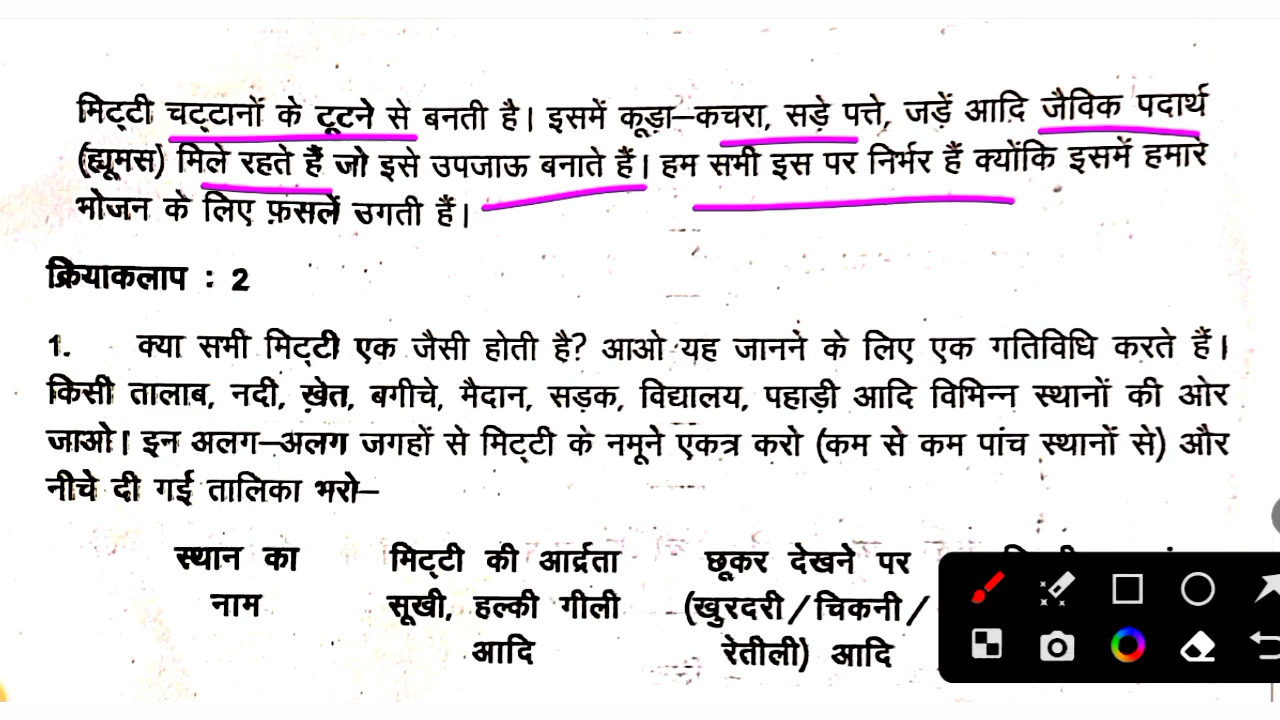 मिट्टी चट्टानों के टूटने से बनती है। इसमें कूड़ा–कचरा, सड़े पत्ते, जड़ें आदि जैविक पदार्थ
(ह्यूमस) मिले रहते हैं जो इसे उपजाऊ बनाते हैं। हम सभी इस पर निर्भर हैं क्योंकि इसमें हमारे
भोजन के लिए फ़सलें उगती हैं।
क्रियाकलाप : 2
1. क्या सभी मिट्टी एक जैसी होती है? आओ यह जानने के लिए एक गतिविधि करते हैं।
किसी तालाब, नदी, खेत, बगीचे, मैदान, सड़क, विद्यालय, पहाड़ी आदि विभिन्न स्थानों की ओर
जाओ। इन अलग–अलग जगहों से मिट्टी के नमूने एकत्र करो (कम से कम पांच स्थानों से) और
नीचे दी गई तालिका भरो–
स्थान का मिट्टी की आर्द्रता छूकर देखने पर
नाम सूखी, हल्की गीली (खुरदरी/चिकनी/
आदि रेतीली) आदि